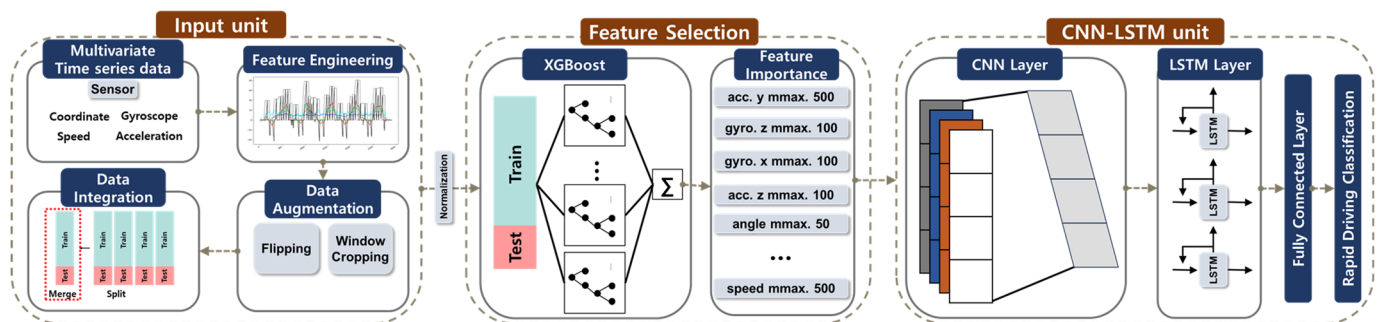 Input unit
Multivariate
Time series data
Sensor
Coordinate Gyroscope
Speed Acceleration
Feature Engineering
Data
Integration
Train
Test
Train
Train
Train
Train
Test
Test
Test
Test
Merge Split
Data
Augmentation
Flipping
Window
Cropping
Normalization
Feature Selection
XGBoost
Train
Test
Σ
Feature
Importance
acc. y mmax. 500
gyro. z mmax. 100
gyro. x mmax. 100
acc. z mmax. 100
angle mmax. 50
...
speed mmax. 500
CNN-LSTM unit
CNN Layer
LSTM Layer
LSTM
LSTM
LSTM
Fully Connected Layer
Rapid Driving Classification